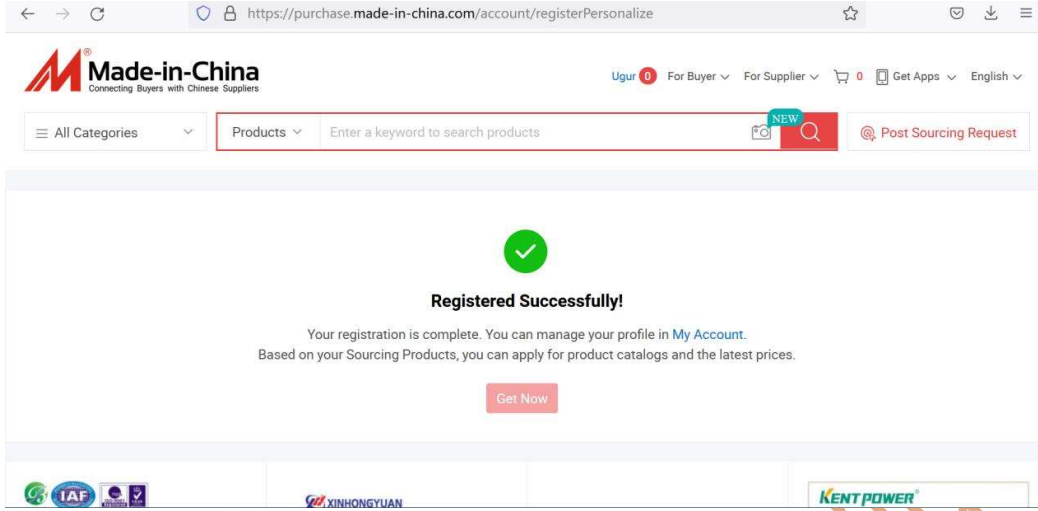 https://purchase.made-in-china.com/account/registerPersonalize
Made-in-China®
Connecting Buyers with Chinese Suppliers
Ugur 0 For Buyer For Supplier 0 Get Apps English
All Categories Products Enter a keyword to search products NEW Post Sourcing Request
Registered Successfully!
Your registration is complete. You can manage your profile in My Account.
Based on your Sourcing Products, you can apply for product catalogs and the latest prices.
Get Now
IAF XINHONGYUAN KENTPOWER®